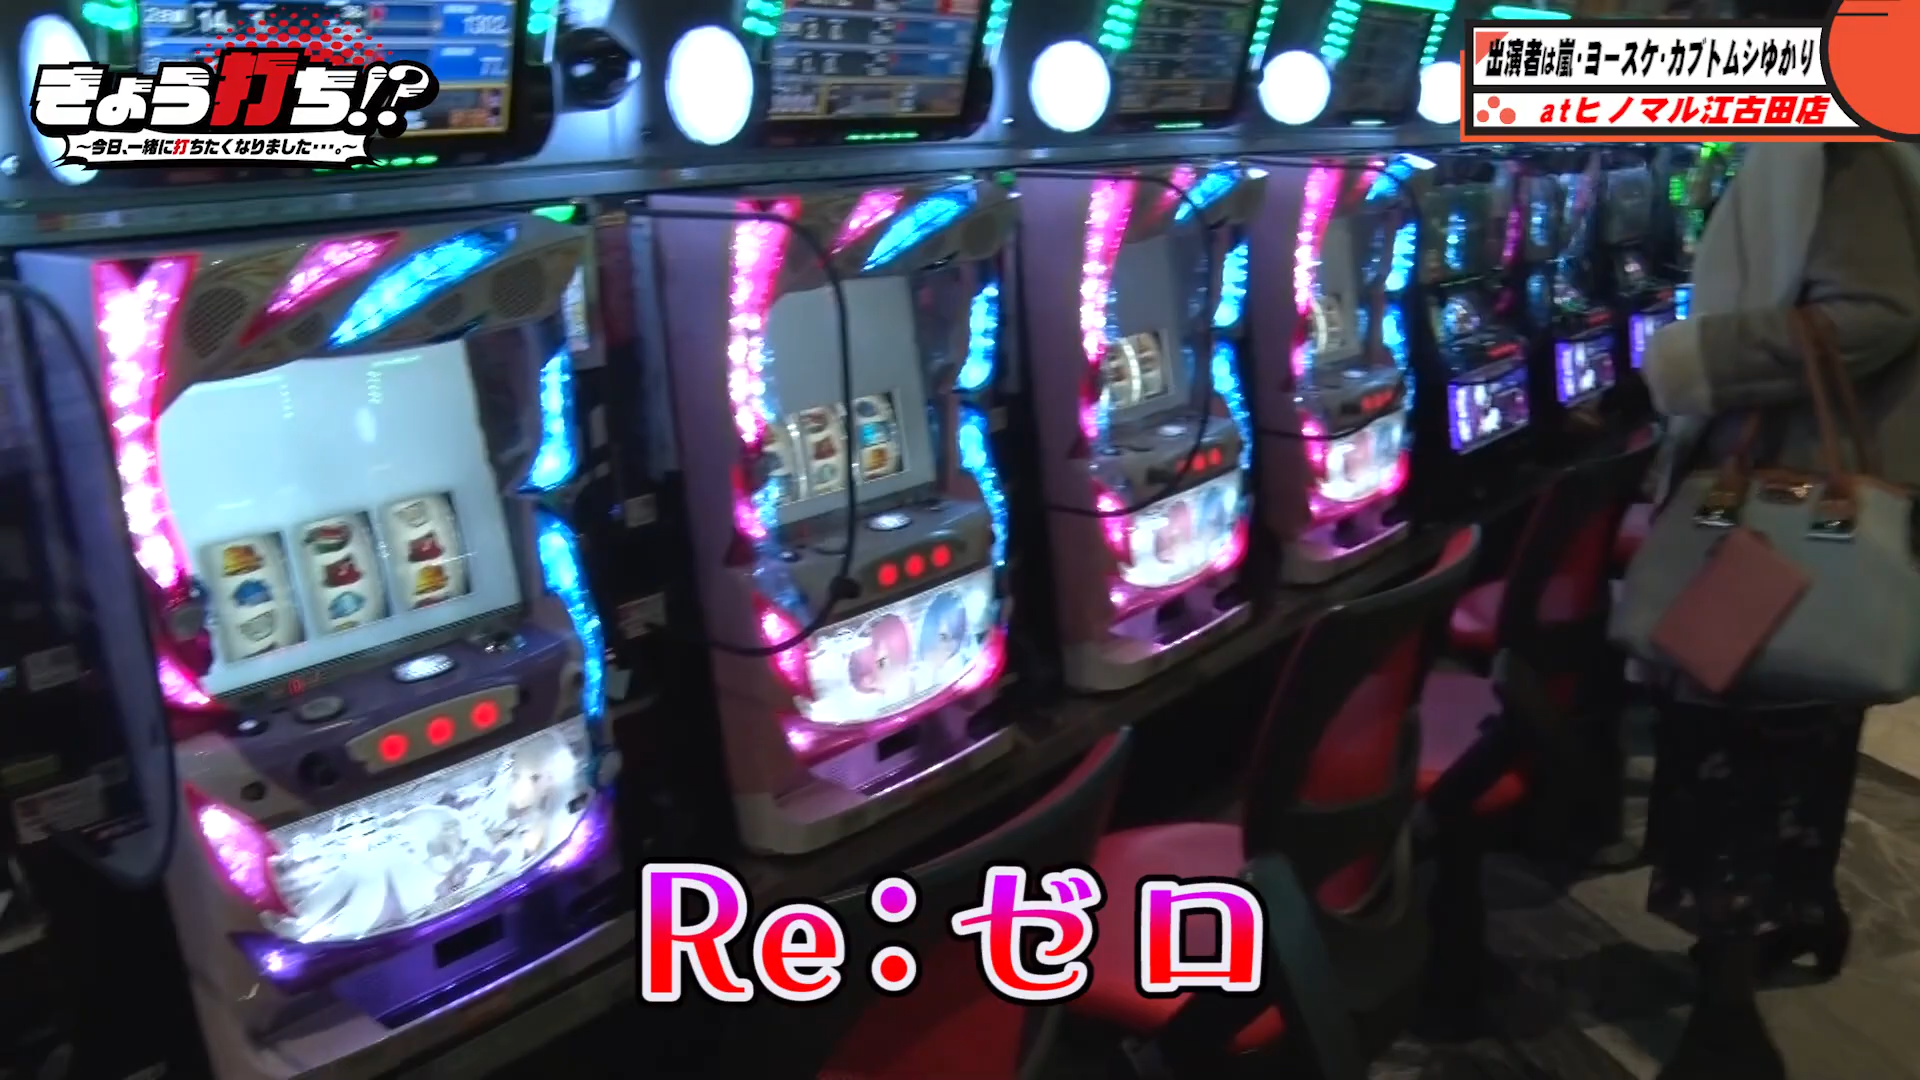 きょう打ち!?
～今日、一緒に打ちたくなりました・・・。～
出演者は嵐・ヨースケ・カブトムシゆかり
atヒノマル江古田店
Re:ゼロ